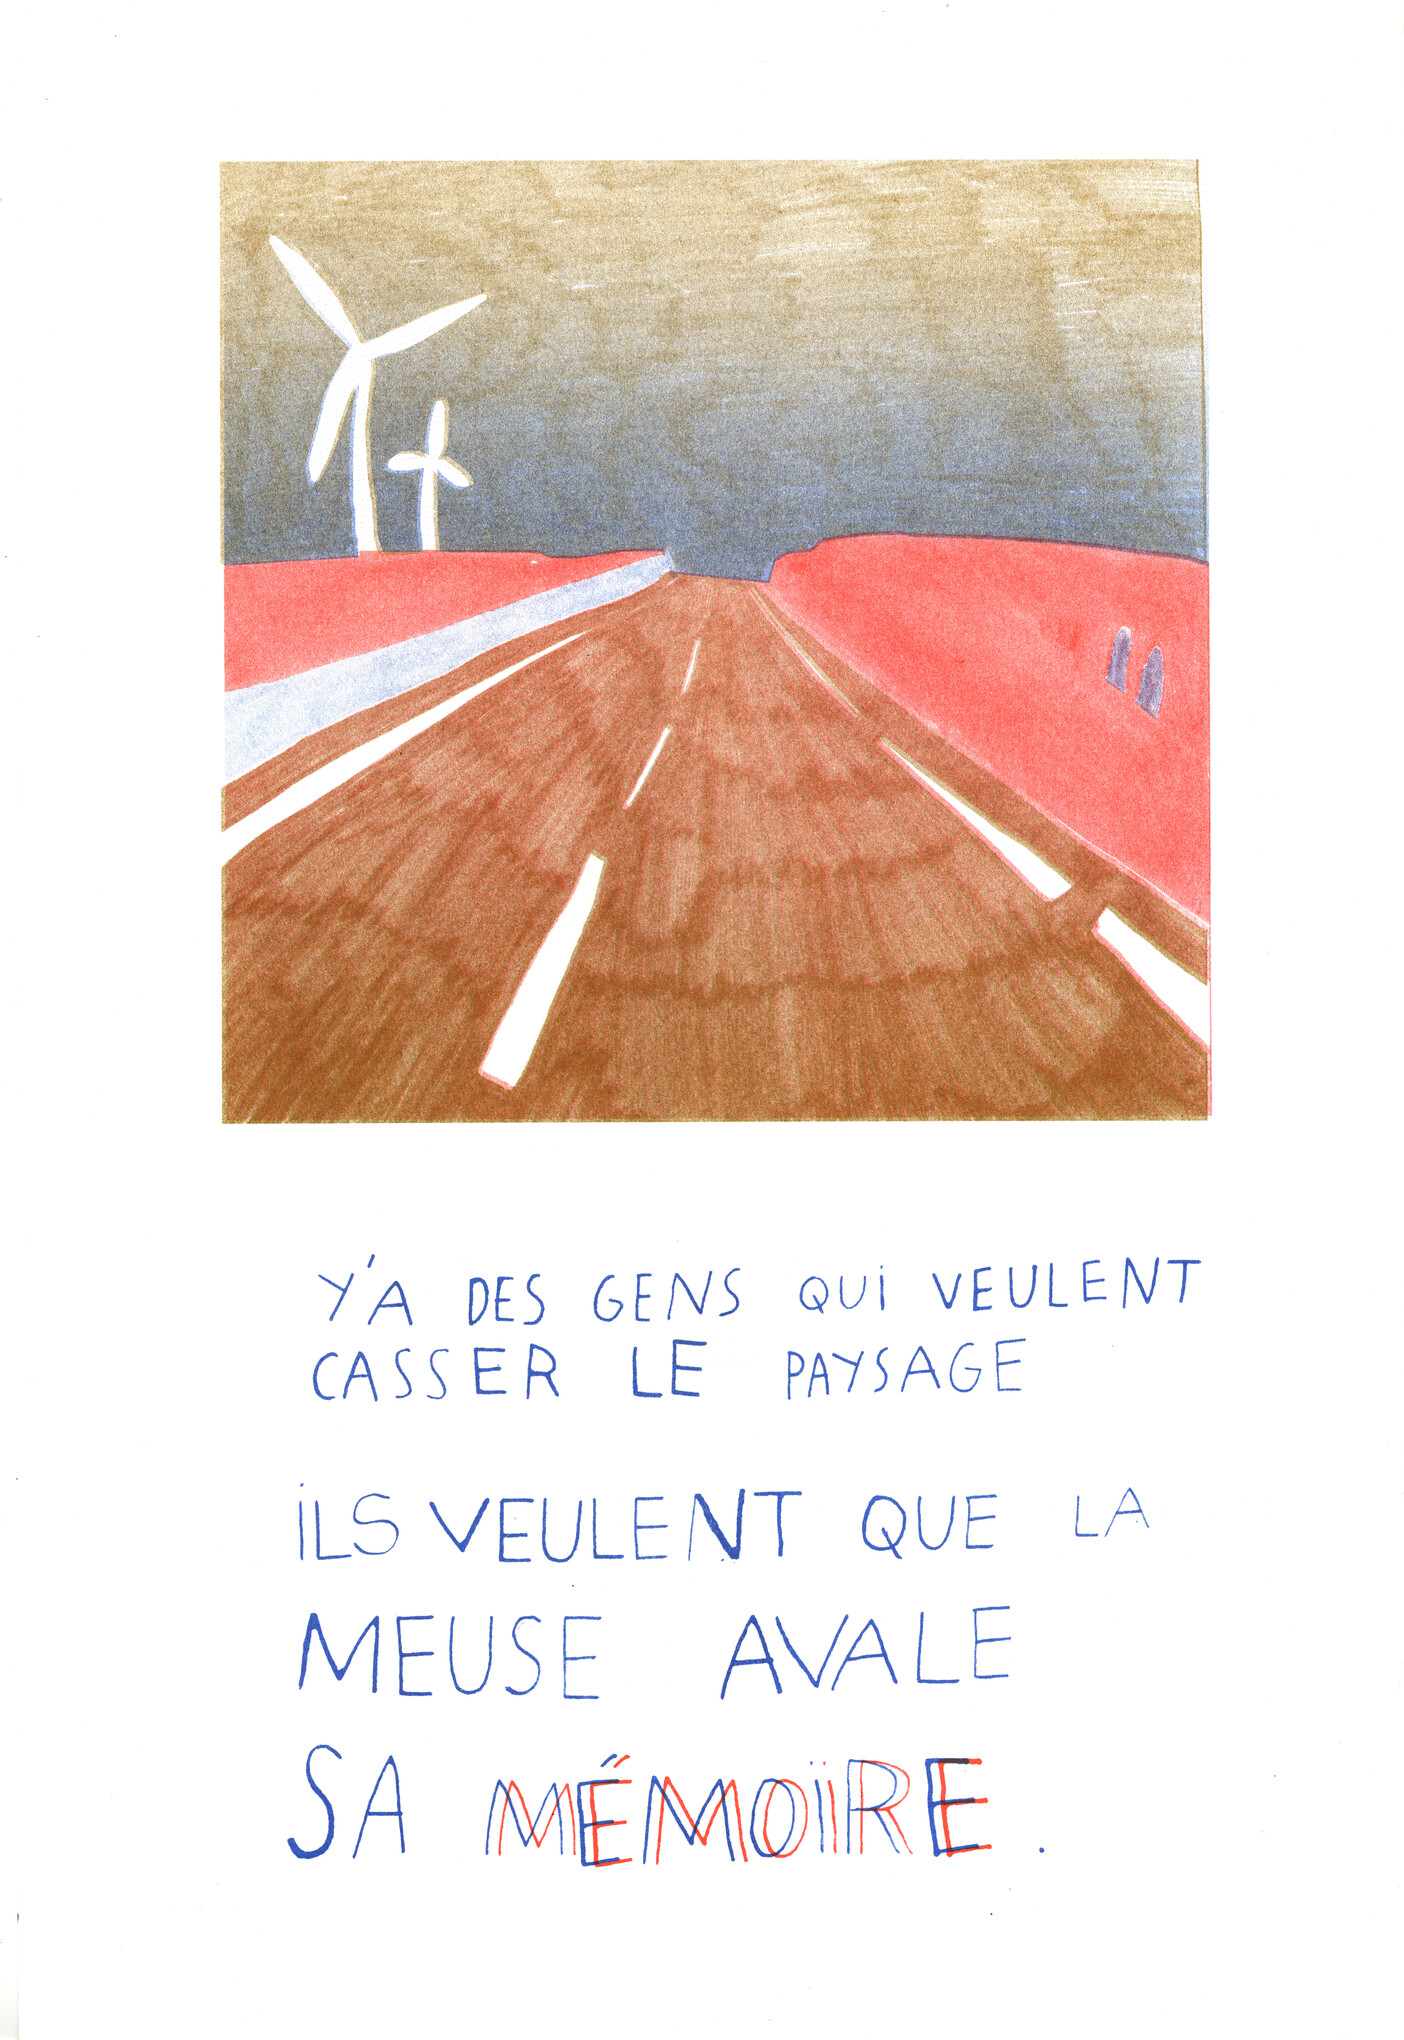 Y'A DES GENS QUi VEULENT
CASSER LE PAYSAGE
iLS VEULENT QUE LA
MEUSE AVALE
SA MÉMOiRE.